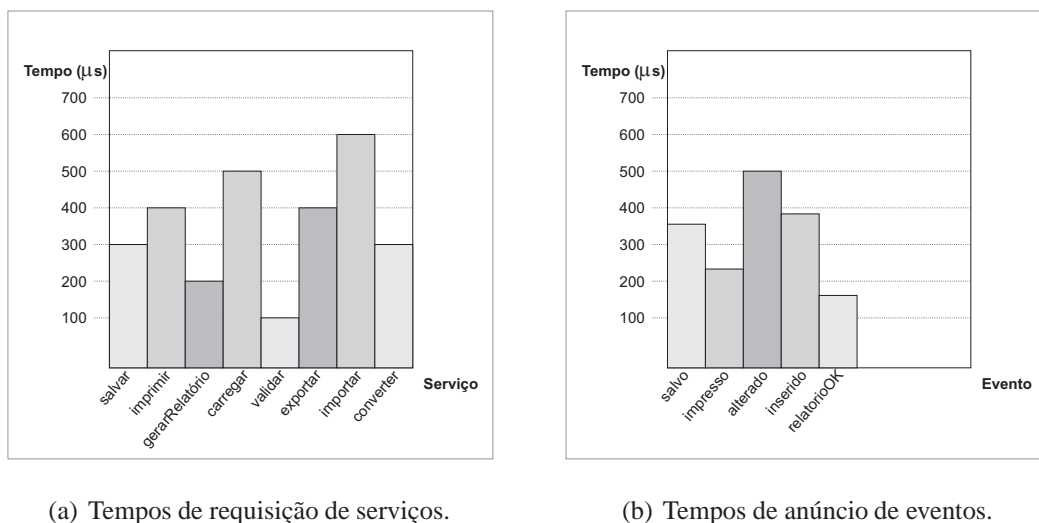 Tempo (μs)
700
600
500
400
300
200
100
salvar
imprimir
gerarRelatório
carregar
validar
exportar
importar
converter
Serviço
(a) Tempos de requisição de serviços.
Tempo (μs)
700
600
500
400
300
200
100
salvo
impresso
alterado
inserido
relatorioOK
Evento
(b) Tempos de anúncio de eventos.